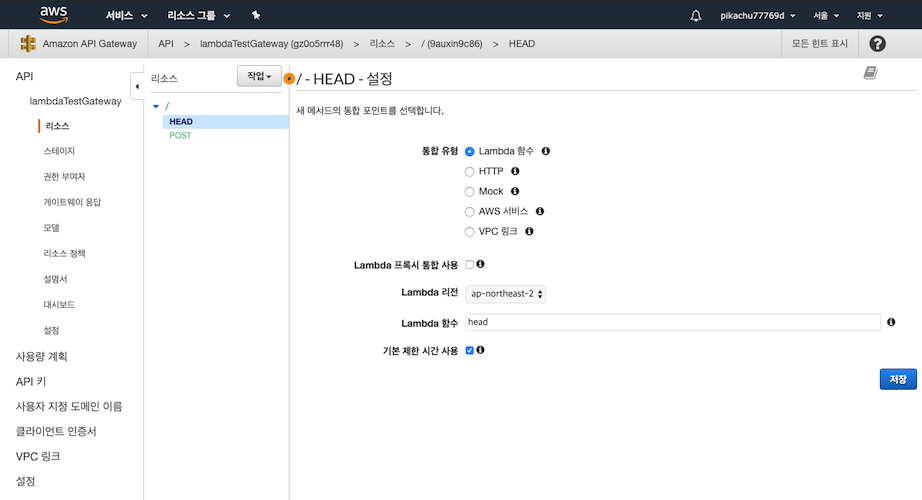 aws 서비스 리소스 그룹 pikachu77769d 서울 지원
Amazon API Gateway API > lambdaTestGateway (gz0o5rrr48) > 리소스 > / (9auxin9c86) > HEAD 모든 힌트 표시 ?
API
lambdaTestGateway
리소스
스테이지
권한 부여자
게이트웨이 응답
모델
리소스 정책
설명서
대시보드
설정
사용량 계획
API 키
사용자 지정 도메인 이름
클라이언트 인증서
VPC 링크
설정
리소스 작업
/
HEAD
POST
/ - HEAD - 설정
새 메서드의 통합 포인트를 선택합니다.
통합 유형 Lambda 함수
HTTP
Mock
AWS 서비스
VPC 링크
Lambda 프록시 통합 사용
Lambda 리전 ap-northeast-2
Lambda 함수 head
기본 제한 시간 사용
저장